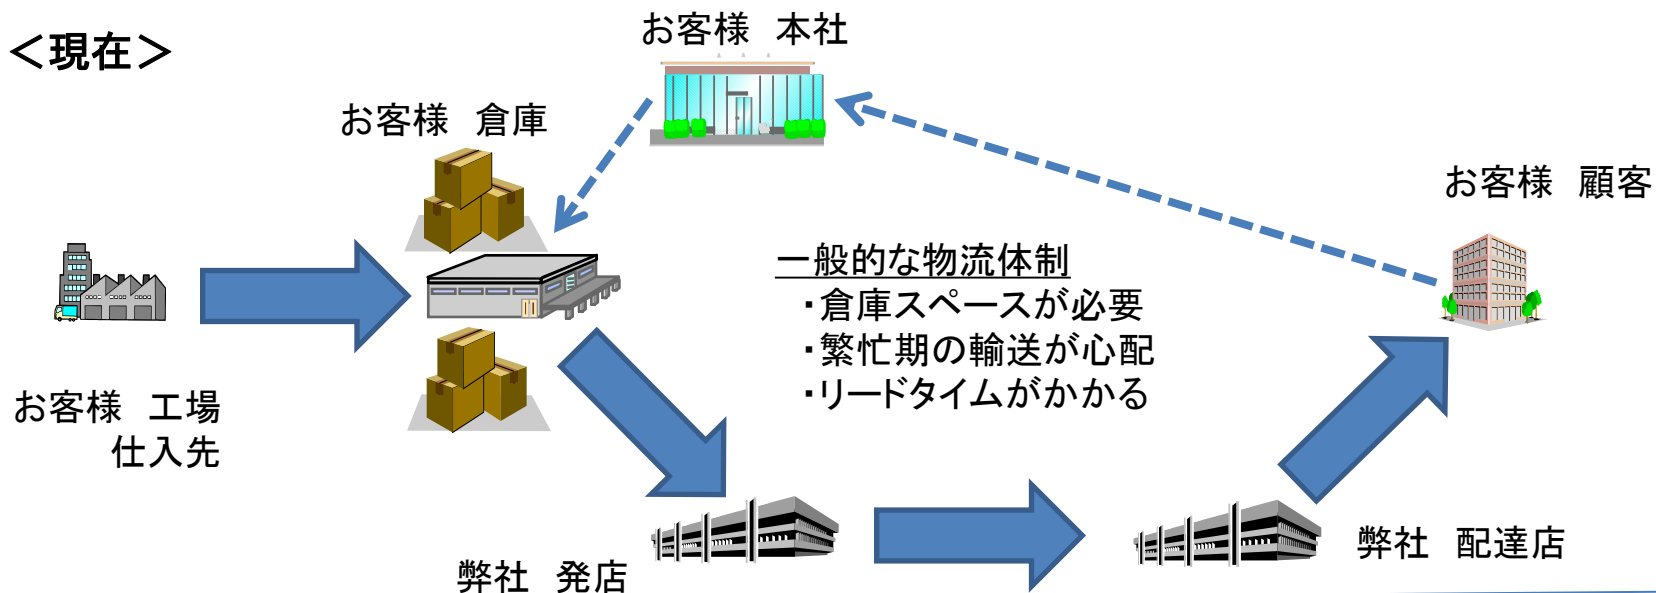 ＜現在＞
お客様　本社
お客様　倉庫
お客様　顧客
一般的な物流体制
・倉庫スペースが必要
・繁忙期の輸送が心配
・リードタイムがかかる
お客様　工場
仕入先
弊社　発店
弊社　配達店